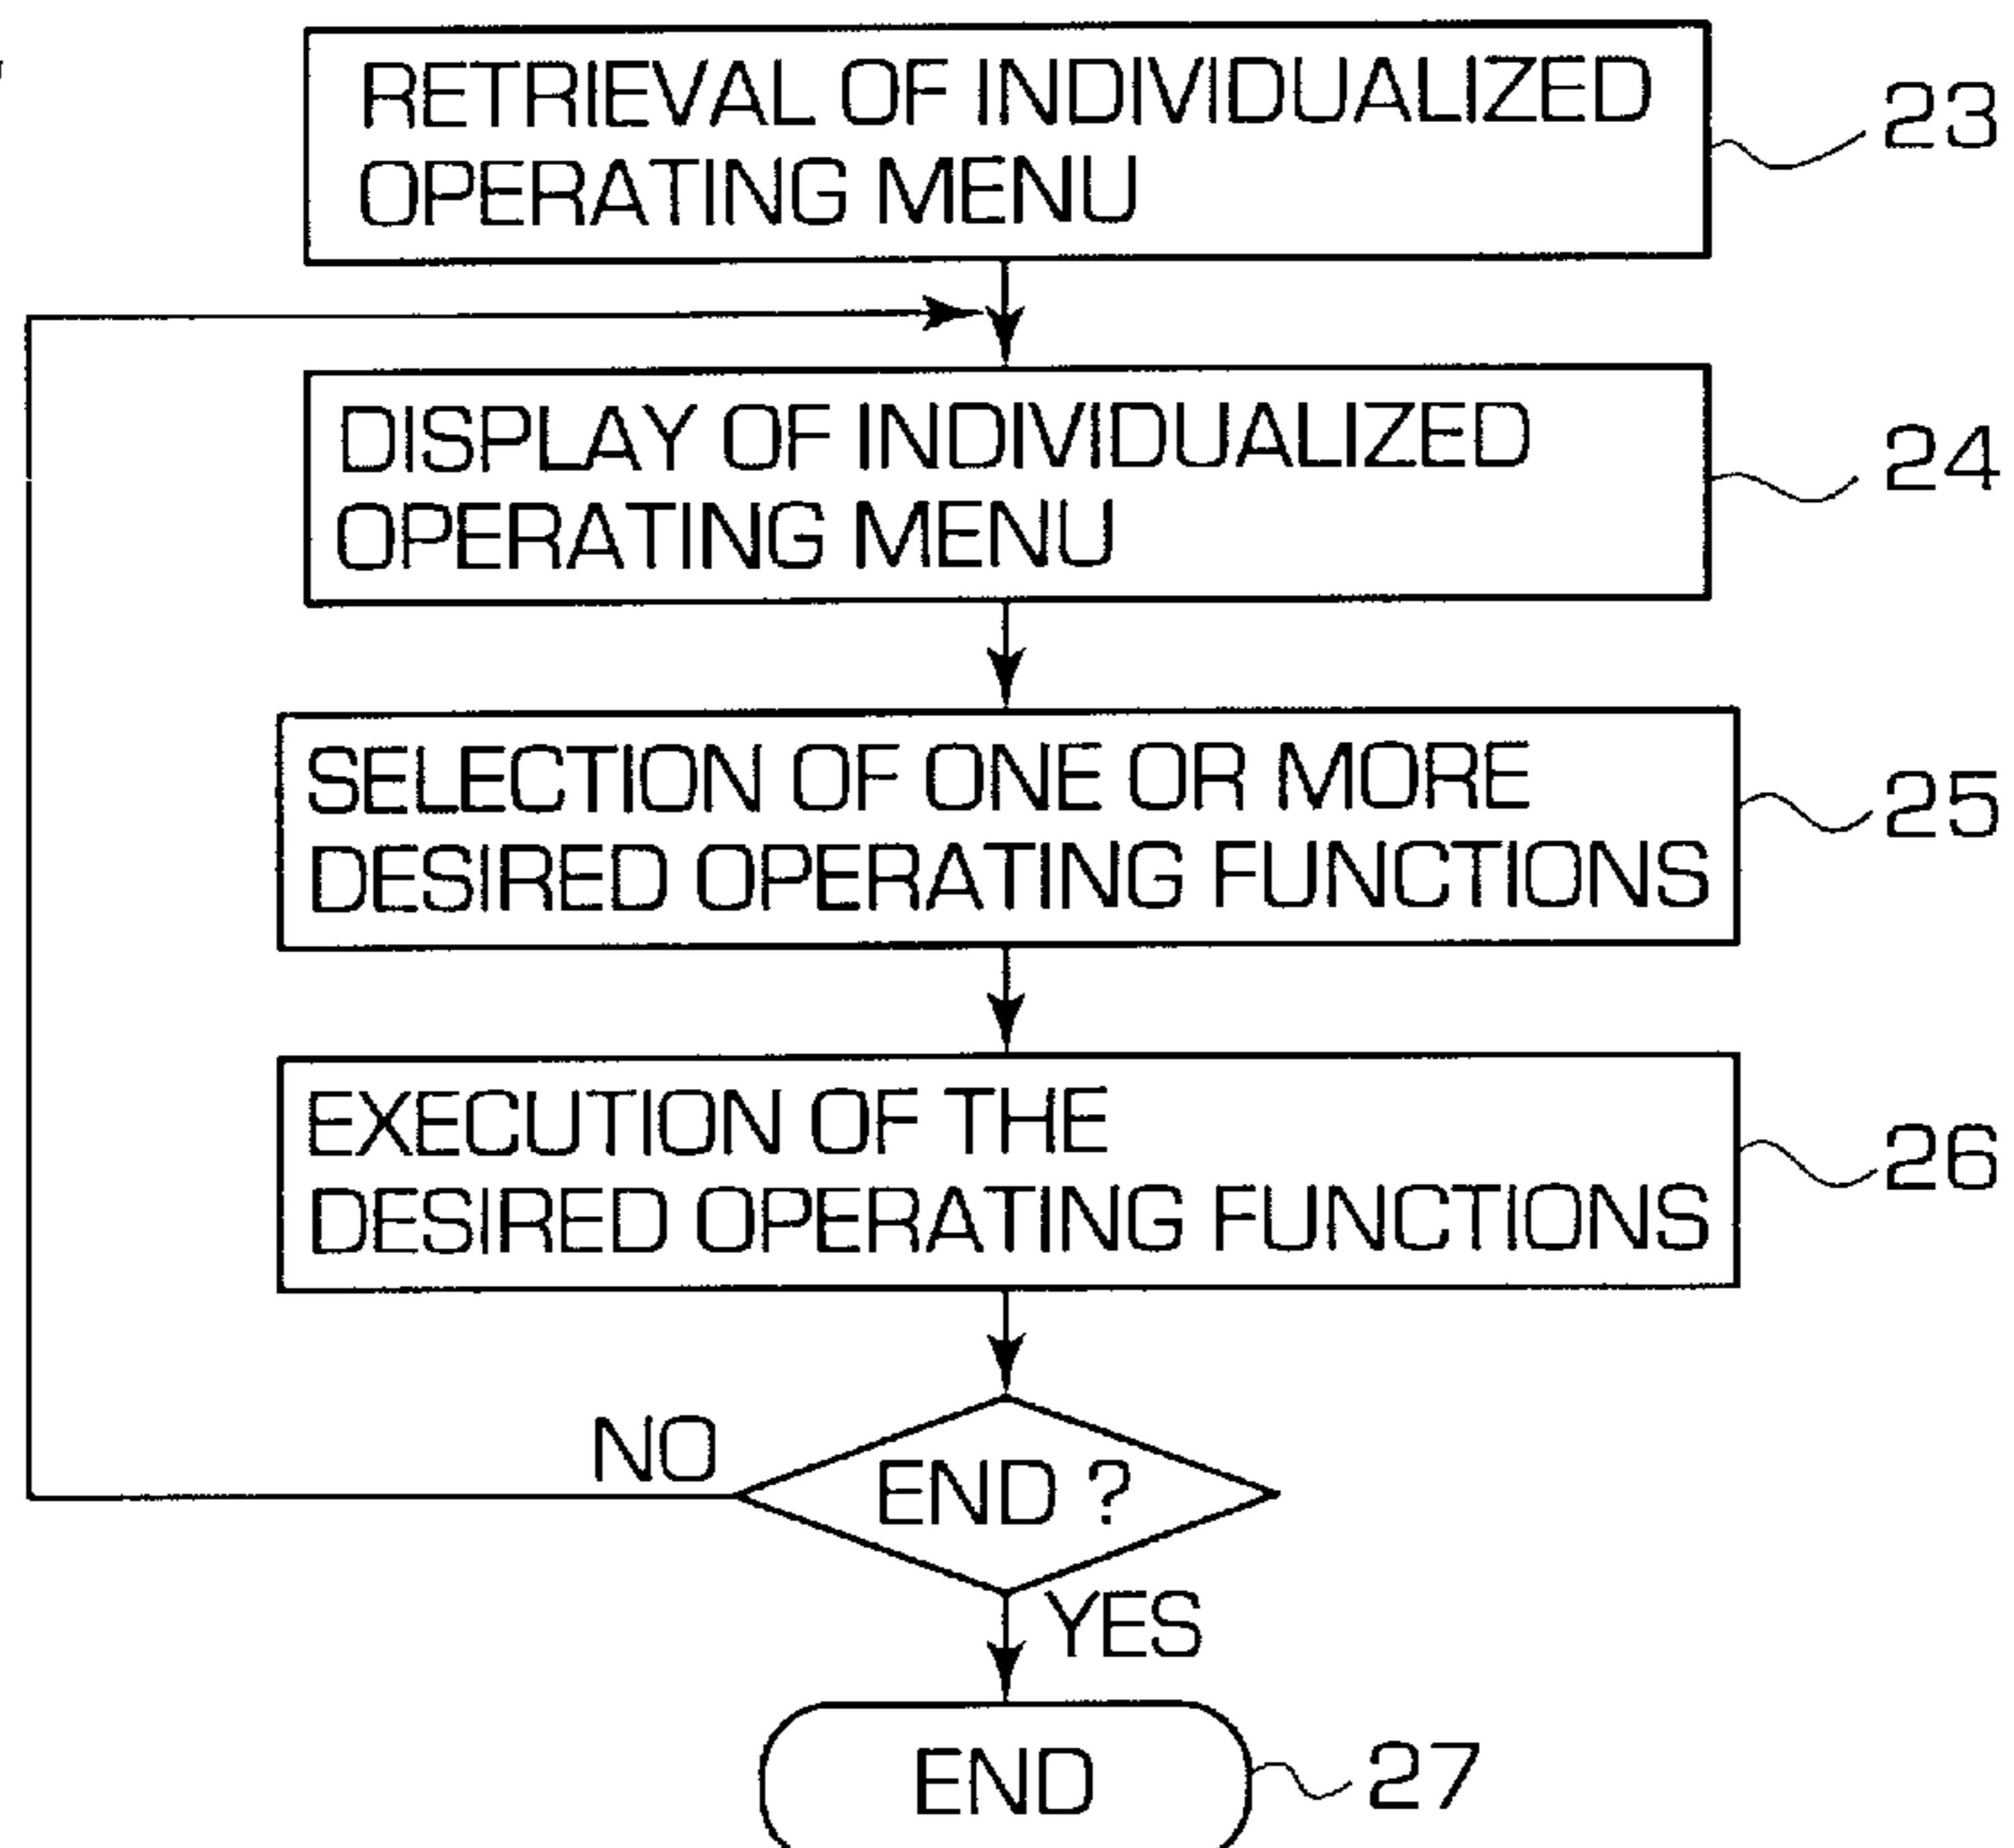 RETRIEVAL OF INDIVIDUALIZED
OPERATING MENU
23
DISPLAY OF INDIVIDUALIZED
OPERATING MENU
24
SELECTION OF ONE OR MORE
DESIRED OPERATING FUNCTIONS
25
EXECUTION OF THE
DESIRED OPERATING FUNCTIONS
26
NO
END ?
YES
END
27